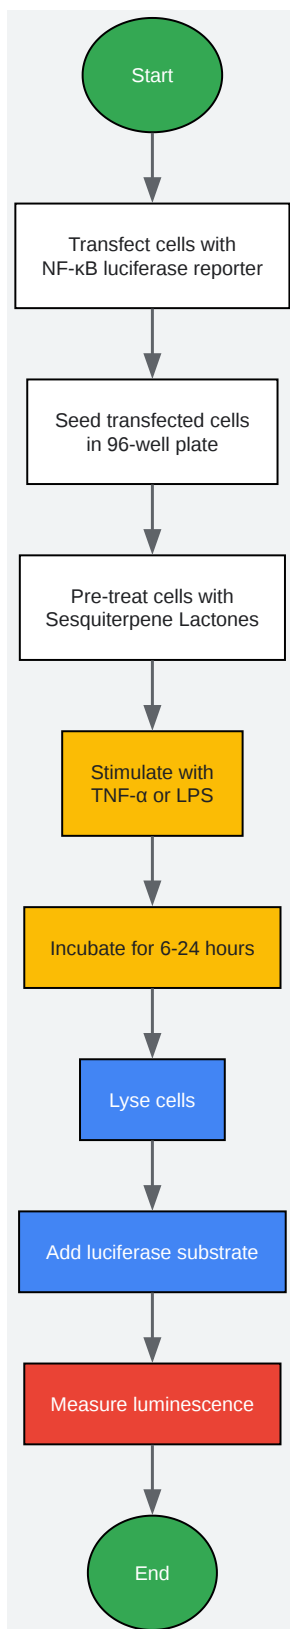 Start
Transfect cells with
NF-κB luciferase reporter
Seed transfected cells
in 96-well plate
Pre-treat cells with
Sesquiterpene Lactones
Stimulate with
TNF-α or LPS
Incubate for 6-24 hours
Lyse cells
Add luciferase substrate
Measure luminescence
End